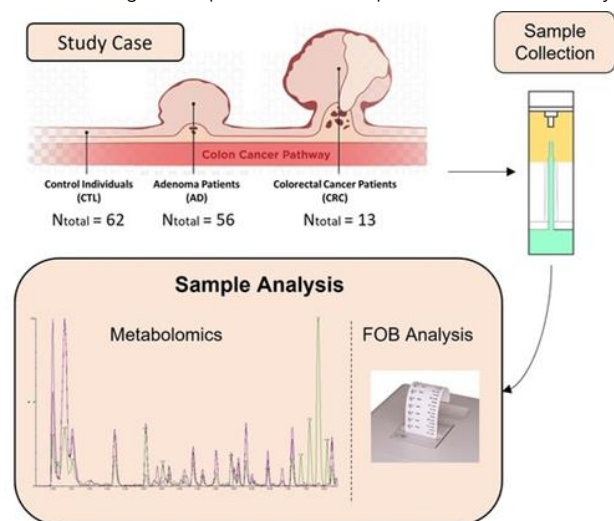 Study Case
Sample
Collection
Colon Cancer Pathway
Control Individuals
(CTL)
Adenoma Patients
(AD)
Colorectal Cancer Patients
(CRC)
Ntotal = 62
Ntotal = 56
Ntotal = 13
Sample Analysis
Metabolomics
FOB Analysis